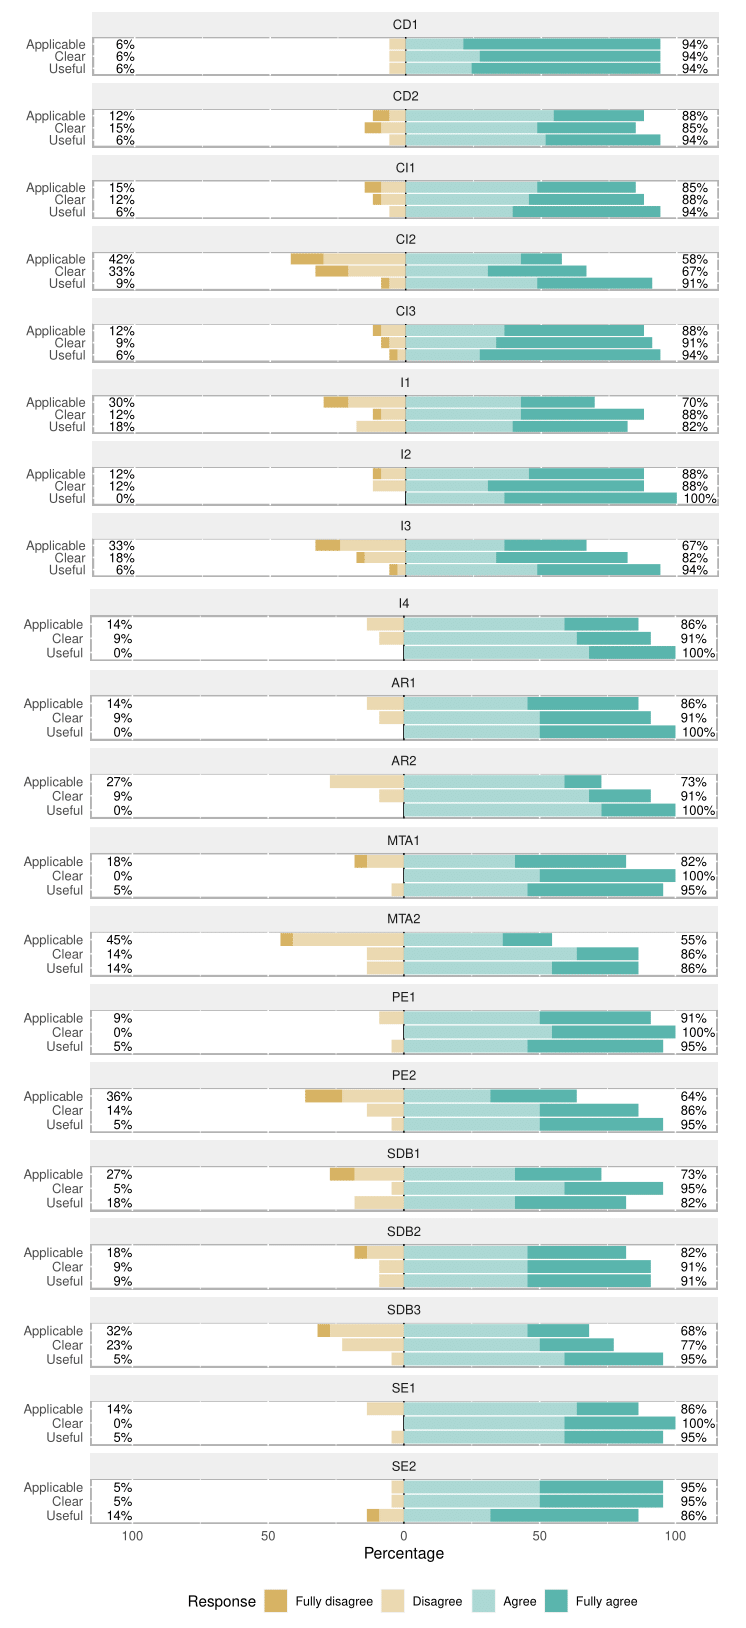 CD1
Applicable 6% 94%
Clear 6% 94%
Useful 6% 94%
CD2
Applicable 12% 88%
Clear 15% 85%
Useful 6% 94%
CI1
Applicable 15% 85%
Clear 12% 88%
Useful 6% 94%
CI2
Applicable 42% 58%
Clear 33% 67%
Useful 9% 91%
CI3
Applicable 12% 88%
Clear 9% 91%
Useful 6% 94%
I1
Applicable 30% 70%
Clear 12% 88%
Useful 18% 82%
I2
Applicable 12% 88%
Clear 12% 88%
Useful 0% 100%
I3
Applicable 33% 67%
Clear 18% 82%
Useful 6% 94%
I4
Applicable 14% 86%
Clear 9% 91%
Useful 0% 100%
AR1
Applicable 14% 86%
Clear 9% 91%
Useful 0% 100%
AR2
Applicable 27% 73%
Clear 9% 91%
Useful 0% 100%
MTA1
Applicable 18% 82%
Clear 0% 100%
Useful 5% 95%
MTA2
Applicable 45% 55%
Clear 14% 86%
Useful 14% 86%
PE1
Applicable 9% 91%
Clear 0% 100%
Useful 5% 95%
PE2
Applicable 36% 64%
Clear 14% 86%
Useful 5% 95%
SDB1
Applicable 27% 73%
Clear 5% 95%
Useful 18% 82%
SDB2
Applicable 18% 82%
Clear 9% 91%
Useful 9% 91%
SDB3
Applicable 32% 68%
Clear 23% 77%
Useful 5% 95%
SE1
Applicable 14% 86%
Clear 0% 100%
Useful 5% 95%
SE2
Applicable 5% 95%
Clear 5% 95%
Useful 14% 86%
100 50 0 50 100
Percentage
Response Fully disagree Disagree Agree Fully agree